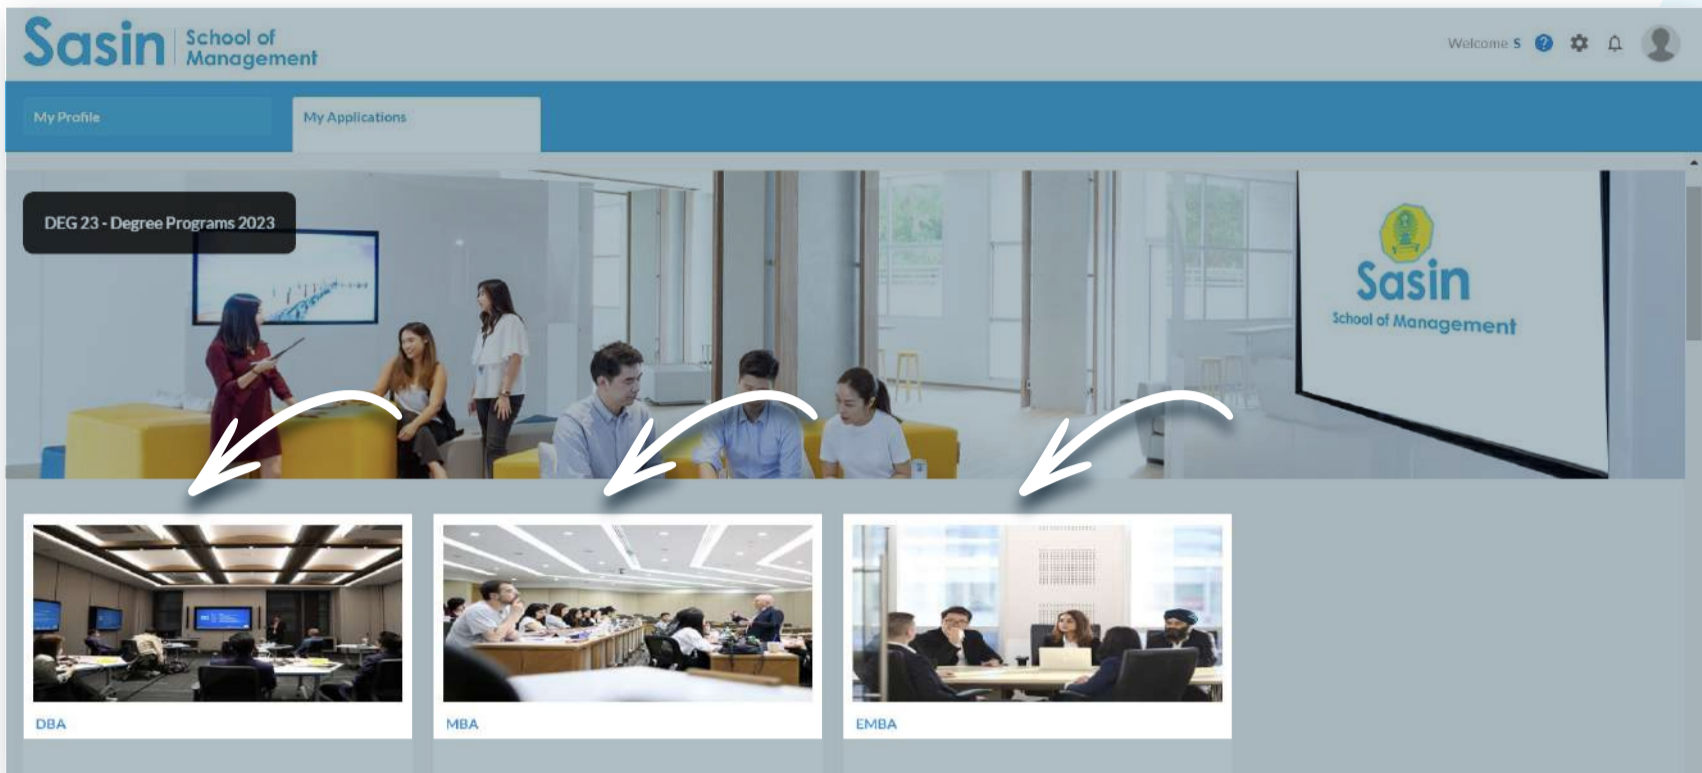 Sasin School of
Management
Welcome S
My Profile
My Applications
DEG 23 - Degree Programs 2023
Sasin
School of Management
DBA
MBA
EMBA